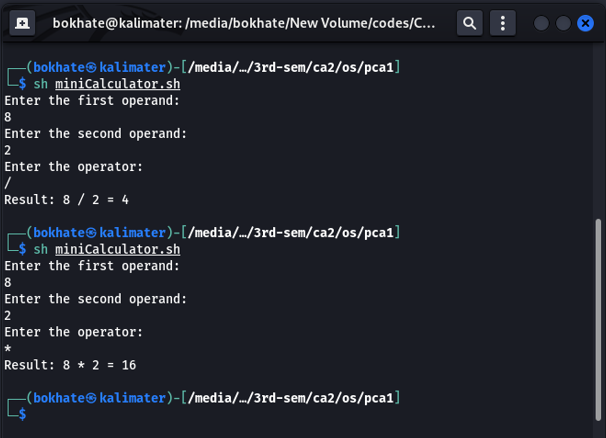 bokhate@kalimater: /media/bokhate/New Volume/codes/C...
┌──(bokhate㉿kalimater)-[/media/…/3rd-sem/ca2/os/pca1]
└─$ sh miniCalculator.sh
Enter the first operand:
8
Enter the second operand:
2
Enter the operator:
/
Result: 8 / 2 = 4
┌──(bokhate㉿kalimater)-[/media/…/3rd-sem/ca2/os/pca1]
└─$ sh miniCalculator.sh
Enter the first operand:
8
Enter the second operand:
2
Enter the operator:
*
Result: 8 * 2 = 16
┌──(bokhate㉿kalimater)-[/media/…/3rd-sem/ca2/os/pca1]
└─$